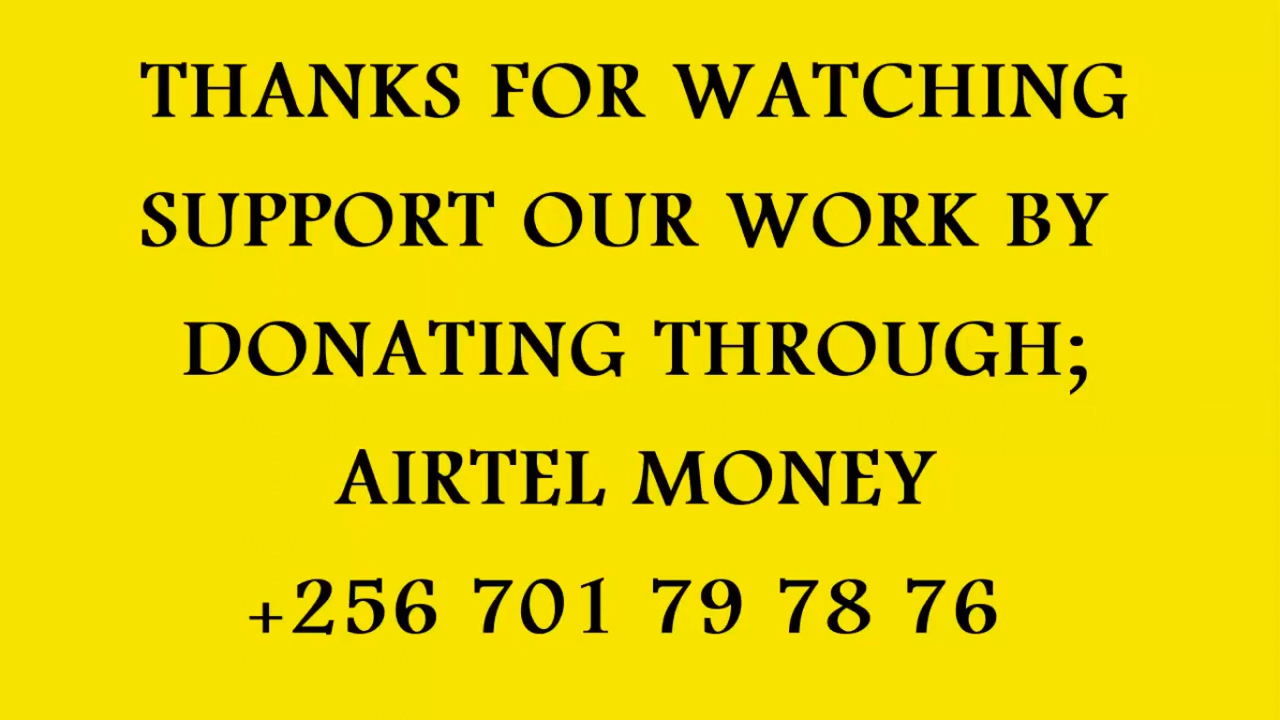 THANKS FOR WATCHING
SUPPORT OUR WORK BY
DONATING THROUGH;
AIRTEL MONEY
+256 701 79 78 76